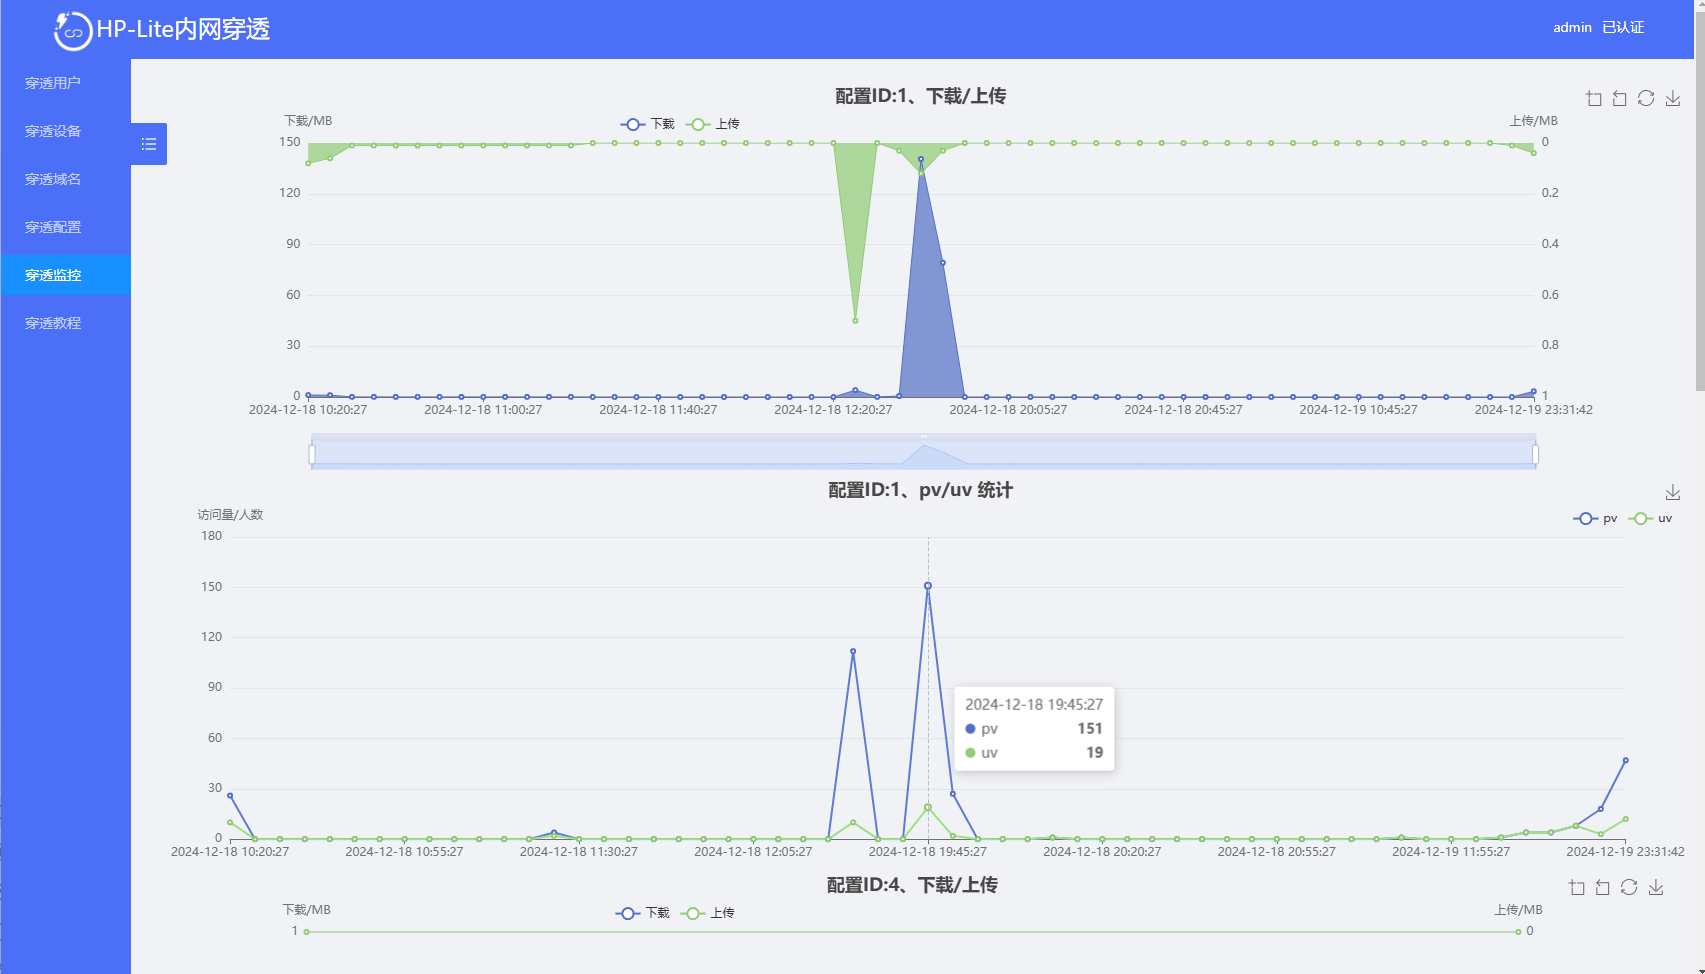 HP-Lite内网穿透
admin 已认证
穿透用户
穿透设备
穿透域名
穿透配置
穿透监控
穿透教程
配置ID:1、下载/上传
下载/MB
下载 上传
上传/MB
150 0
120 0.2
90 0.4
60 0.6
30 0.8
0 1
2024-12-18 10:20:27 2024-12-18 11:00:27 2024-12-18 11:40:27 2024-12-18 12:20:27 2024-12-18 20:05:27 2024-12-18 20:45:27 2024-12-19 10:45:27 2024-12-19 23:31:42
配置ID:1、pv/uv 统计
访问量/人数
pv uv
180
150
120
90
60
30
0
2024-12-18 19:45:27
pv 151
uv 19
2024-12-18 10:20:27 2024-12-18 10:55:27 2024-12-18 11:30:27 2024-12-18 12:05:27 2024-12-18 19:45:27 2024-12-18 20:20:27 2024-12-18 20:55:27 2024-12-19 11:55:27 2024-12-19 23:31:42
配置ID:4、下载/上传
下载/MB
下载 上传
上传/MB
1 0